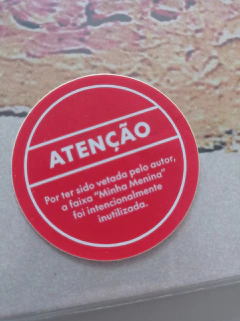 ATENÇÃO
Por ter sido vetada pelo autor,
a faixa "Minha Menina"
foi intencionalmente
inutilizada.